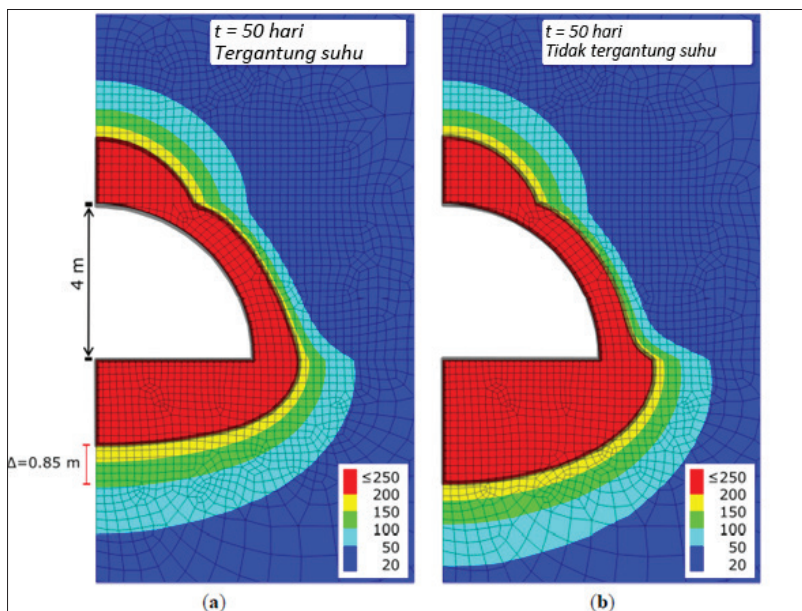 t = 50 hari
Tergantung suhu
4 m
Δ=0.85 m
≤250
200
150
100
50
20
(a)
t = 50 hari
Tidak tergantung suhu
≤250
200
150
100
50
20
(b)